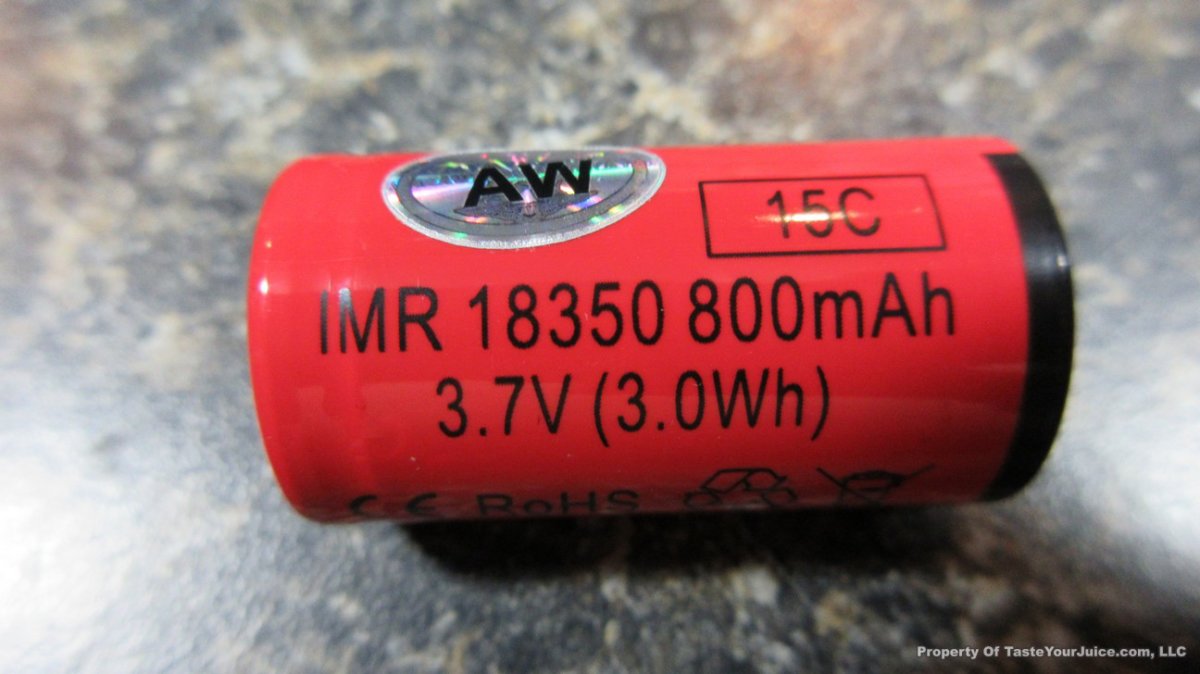 AW
15C
IMR 18350 800mAh
3.7V (3.0Wh)
CE RoHS
Property Of TasteYourJuice.com, LLC